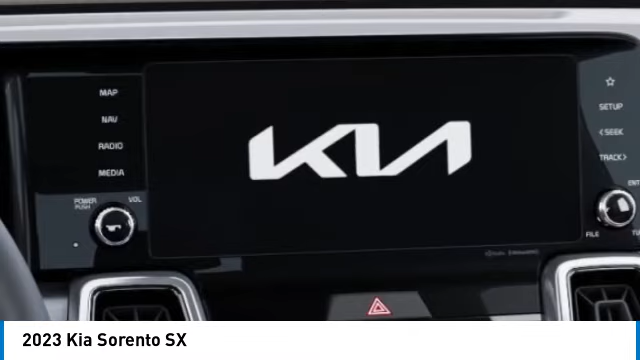 MAP
NAV
RADIO
MEDIA
POWER
PUSH
VOL
KIA
☆
SETUP
< SEEK
TRACK >
FILE
2023 Kia Sorento SX